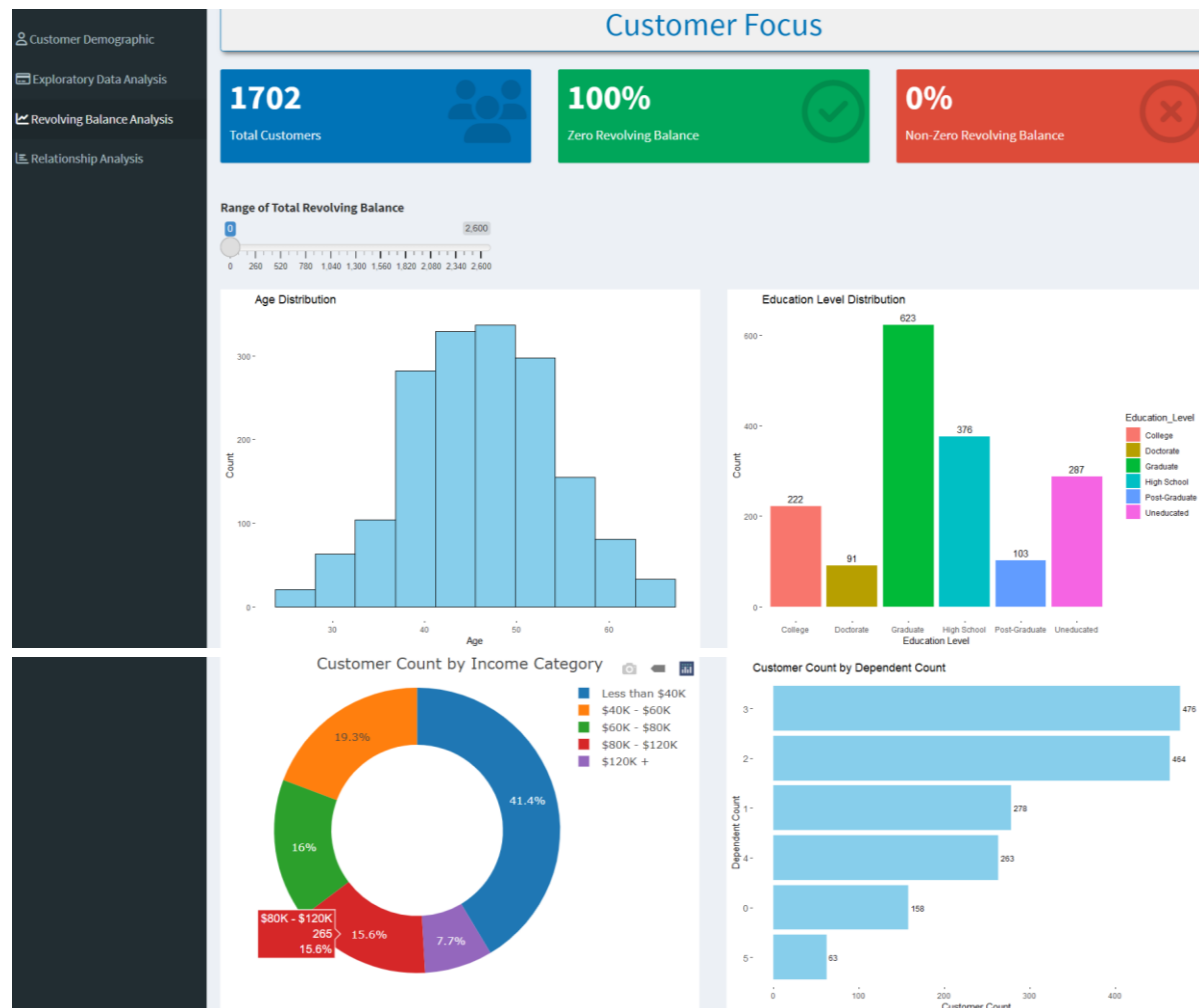 Customer Focus
Customer Demographic
Exploratory Data Analysis
Revolving Balance Analysis
Relationship Analysis
1702
Total Customers
100%
Zero Revolving Balance
0%
Non-Zero Revolving Balance
Range of Total Revolving Balance
0 2,600
0 260 520 780 1,040 1,300 1,560 1,820 2,080 2,340 2,600
Age Distribution
300
200
100
0
Count
30 40 50 60
Age
Education Level Distribution
600
400
200
0
Count
222
91
623
376
103
287
College Doctorate Graduate High School Post-Graduate Uneducated
Education Level
Education_Level
College
Doctorate
Graduate
High School
Post-Graduate
Uneducated
Customer Count by Income Category
Less than $40K
$40K - $60K
$60K - $80K
$80K - $120K
$120K +
19.3%
41.4%
16%
15.6%
7.7%
$80K - $120K
265
15.6%
Customer Count by Dependent Count
Dependent Count
3 476
2 464
1 278
4 263
0 158
5 63
0 100 200 300 400
Customer Count